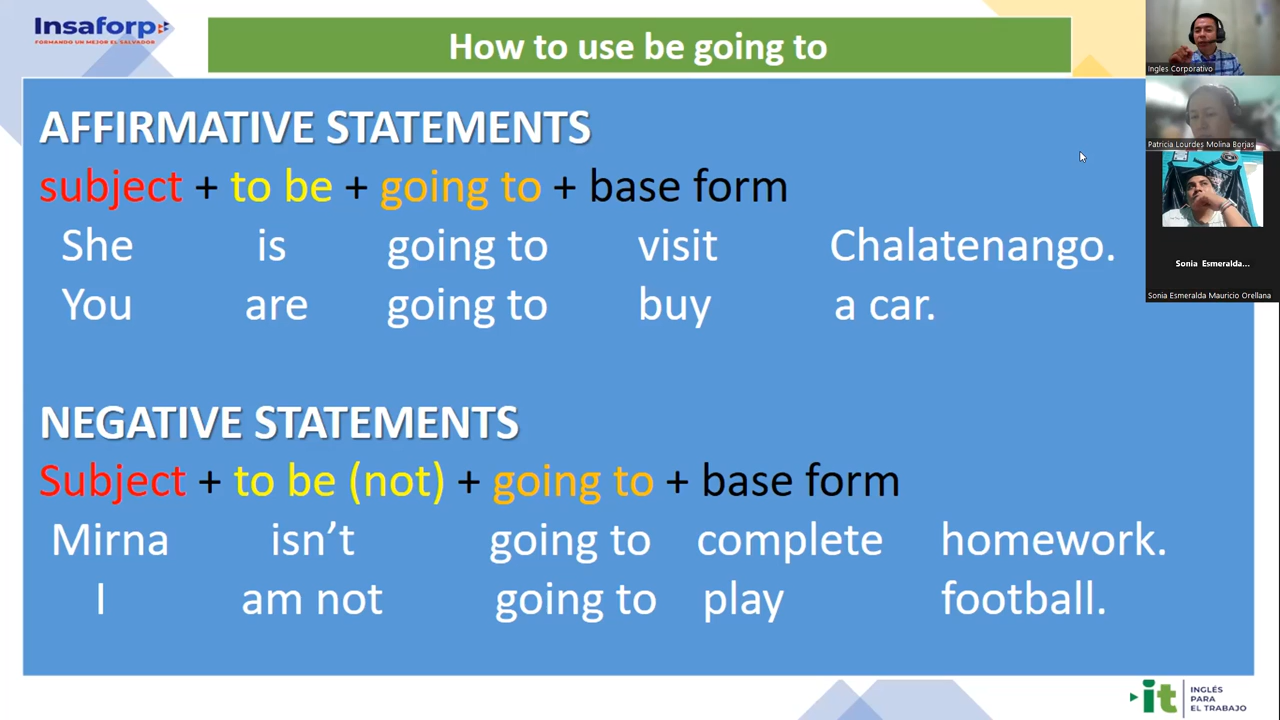 Insaforp
FORMANDO UN MEJOR EL SALVADOR
How to use be going to
Ingles Corporativo
Patricia Lourdes Molina Borjas
Sonia Esmeralda...
Sonia Esmeralda Mauricio Orellana
AFFIRMATIVE STATEMENTS
subject + to be + going to + base form
She is going to visit Chalatenango.
You are going to buy a car.
NEGATIVE STATEMENTS
Subject + to be (not) + going to + base form
Mirna isn’t going to complete homework.
I am not going to play football.
it
INGLÉS
PARA
EL TRABAJO